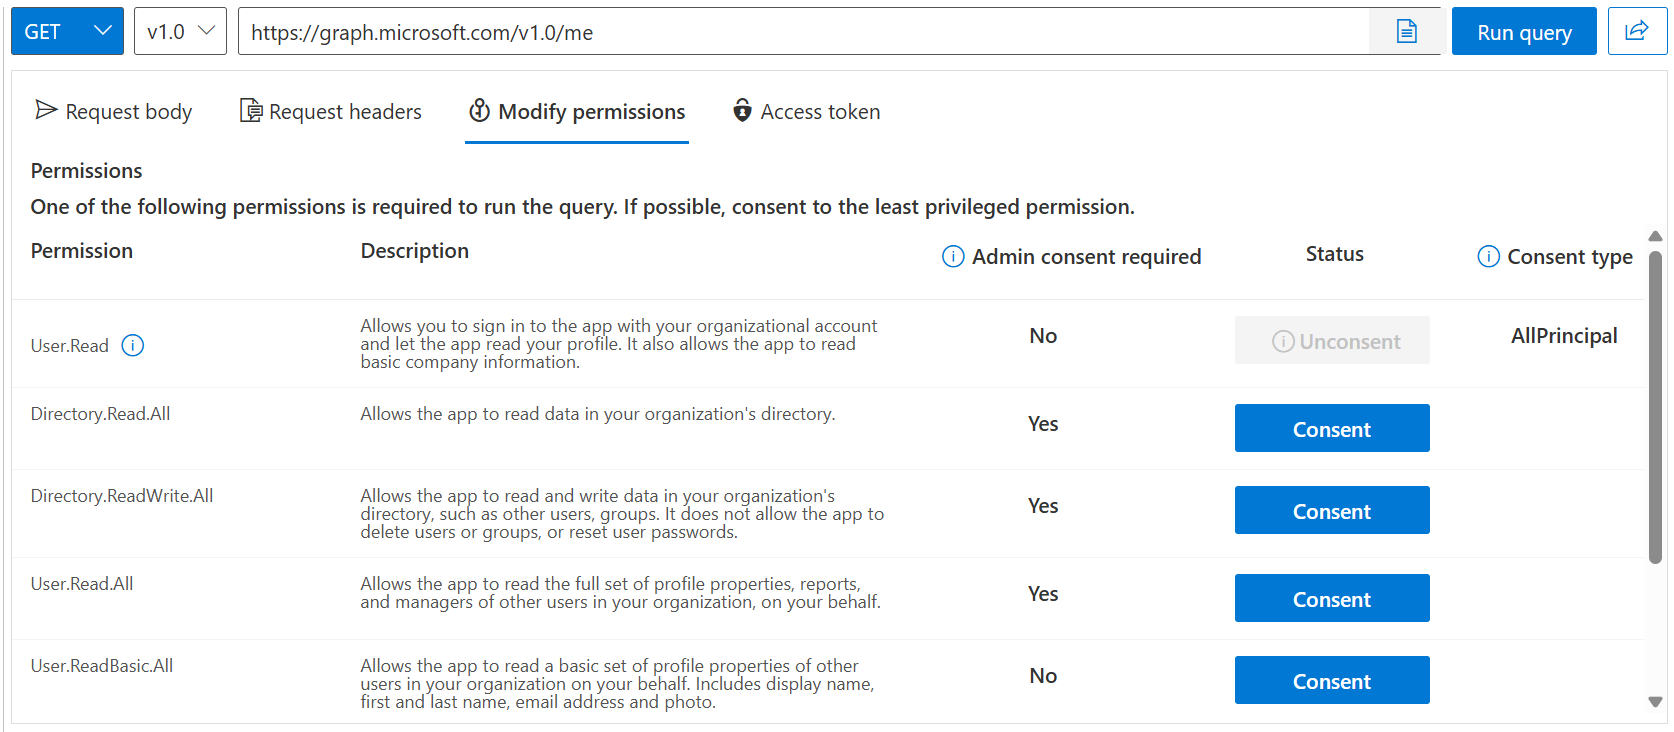 GET
v1.0
https://graph.microsoft.com/v1.0/me
Run query
Request body
Request headers
Modify permissions
Access token
Permissions
One of the following permissions is required to run the query. If possible, consent to the least privileged permission.
Permission
Description
Admin consent required
Status
Consent type
User.Read
Allows you to sign in to the app with your organizational account
and let the app read your profile. It also allows the app to read
basic company information.
No
Unconsent
AllPrincipal
Directory.Read.All
Allows the app to read data in your organization's directory.
Yes
Consent
Directory.ReadWrite.All
Allows the app to read and write data in your organization's
directory, such as other users, groups. It does not allow the app to
delete users or groups, or reset user passwords.
Yes
Consent
User.Read.All
Allows the app to read the full set of profile properties, reports,
and managers of other users in your organization, on your behalf.
Yes
Consent
User.ReadBasic.All
Allows the app to read a basic set of profile properties of other
users in your organization on your behalf. Includes display name,
first and last name, email address and photo.
No
Consent